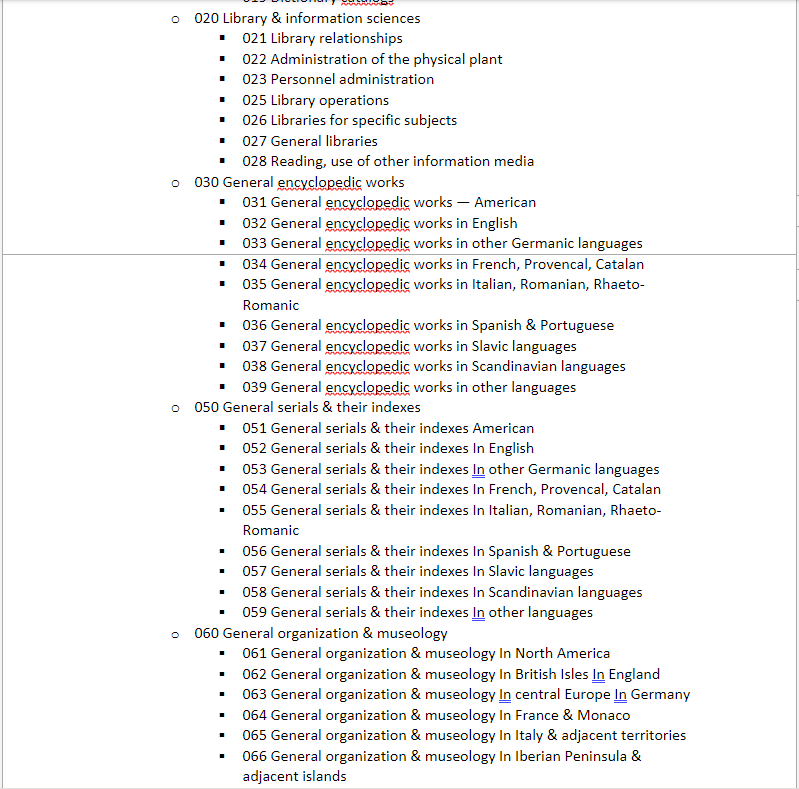 019 Dictionary catalogs
o 020 Library & information sciences
▪ 021 Library relationships
▪ 022 Administration of the physical plant
▪ 023 Personnel administration
▪ 025 Library operations
▪ 026 Libraries for specific subjects
▪ 027 General libraries
▪ 028 Reading, use of other information media
o 030 General encyclopedic works
▪ 031 General encyclopedic works — American
▪ 032 General encyclopedic works in English
▪ 033 General encyclopedic works in other Germanic languages
▪ 034 General encyclopedic works in French, Provencal, Catalan
▪ 035 General encyclopedic works in Italian, Romanian, Rhaeto-
Romanic
▪ 036 General encyclopedic works in Spanish & Portuguese
▪ 037 General encyclopedic works in Slavic languages
▪ 038 General encyclopedic works in Scandinavian languages
▪ 039 General encyclopedic works in other languages
o 050 General serials & their indexes
▪ 051 General serials & their indexes American
▪ 052 General serials & their indexes In English
▪ 053 General serials & their indexes In other Germanic languages
▪ 054 General serials & their indexes In French, Provencal, Catalan
▪ 055 General serials & their indexes In Italian, Romanian, Rhaeto-
Romanic
▪ 056 General serials & their indexes In Spanish & Portuguese
▪ 057 General serials & their indexes In Slavic languages
▪ 058 General serials & their indexes In Scandinavian languages
▪ 059 General serials & their indexes In other languages
o 060 General organization & museology
▪ 061 General organization & museology In North America
▪ 062 General organization & museology In British Isles In England
▪ 063 General organization & museology In central Europe In Germany
▪ 064 General organization & museology In France & Monaco
▪ 065 General organization & museology In Italy & adjacent territories
▪ 066 General organization & museology In Iberian Peninsula &
adjacent islands